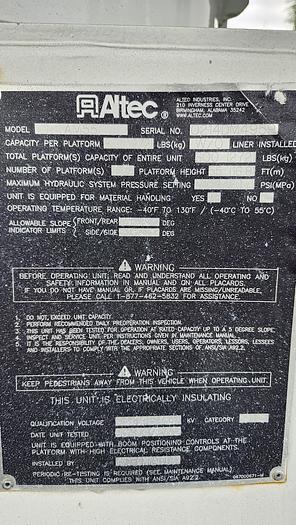 Altec®
ALTEC INDUSTRIES, INC.
210 INVERNESS CENTER DRIVE
BIRMINGHAM, ALABAMA 35242
WWW.ALTEC.COM
MODEL SERIAL NO.
CAPACITY PER PLATFORM LBS(kg) LINER INSTALLED
TOTAL PLATFORM(S) CAPACITY OF ENTIRE UNIT LBS(kg)
NUMBER OF PLATFORM(S) PLATFORM HEIGHT FT(m)
MAXIMUM HYDRAULIC SYSTEM PRESSURE SETTING PSI(MPa)
UNIT IS EQUIPPED FOR MATERIAL HANDLING YES NO
OPERATING TEMPERATURE RANGE: -40°F TO 130°F / (-40°C TO 55°C)
ALLOWABLE SLOPE INDICATOR LIMITS
FRONT/REAR DEG
SIDE/SIDE DEG
WARNING
BEFORE OPERATING UNIT, READ AND UNDERSTAND ALL OPERATING AND
SAFETY INFORMATION IN MANUAL AND ON ALL PLACARDS.
IF YOU DO NOT HAVE MANUAL OR, IF PLACARDS ARE MISSING/UNREADABLE,
PLEASE CALL 1-877-462-5832 FOR ASSISTANCE.
1. DO NOT EXCEED UNIT CAPACITY.
2. PERFORM RECOMMENDED DAILY PREOPERATION INSPECTION.
3. THIS UNIT HAS BEEN TESTED FOR OPERATION AT RATED CAPACITY UP TO A 5 DEGREE SLOPE.
4. INSPECT AND SERVICE UNIT PER INSTRUCTIONS GIVEN IN MAINTENANCE MANUAL.
5. IT IS THE RESPONSIBILITY OF THE DEALERS, OWNERS, USERS, OPERATORS, LESSORS, LESSEES
AND INSTALLERS TO COMPLY WITH THE APPROPRIATE SECTIONS OF ANSI/SIA A92.2.
WARNING
KEEP PEDESTRIANS AWAY FROM THIS VEHICLE WHEN OPERATING UNIT.
THIS UNIT IS ELECTRICALLY INSULATING
QUALIFICATION VOLTAGE KV CATEGORY
DATE UNIT TESTED
UNIT IS EQUIPPED WITH BOOM POSITIONING CONTROLS AT THE
PLATFORM WITH HIGH ELECTRICAL RESISTANCE COMPONENTS.
INSTALLED BY
PERIODIC RE-TESTING IS REQUIRED (SEE MAINTENANCE MANUAL)
THIS UNIT COMPLIES WITH ANSI/SIA A92.2